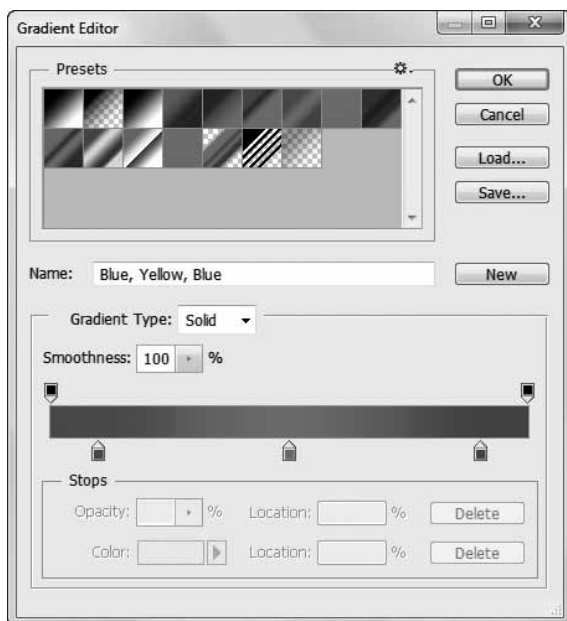 Gradient Editor
Presets
OK
Cancel
Load...
Save...
Name: Blue, Yellow, Blue
New
Gradient Type: Solid
Smoothness: 100 %
Stops
Opacity: % Location: % Delete
Color: Location: % Delete